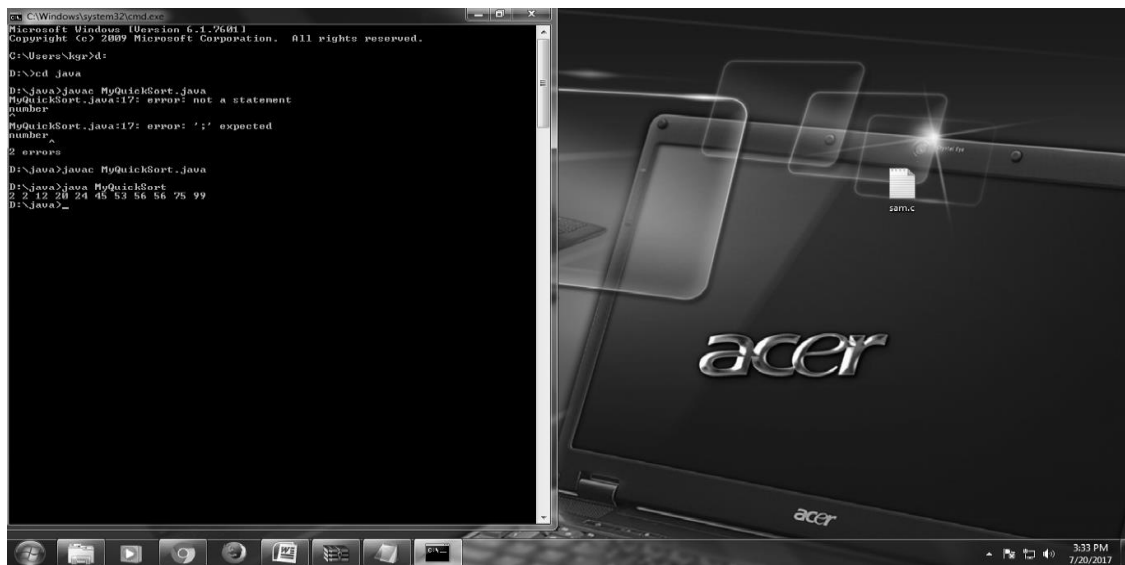 C:\Windows\system32\cmd.exe
Microsoft Windows [Version 6.1.7601]
Copyright (c) 2009 Microsoft Corporation.  All rights reserved.
C:\Users\kgr>d:
D:\>cd java
D:\java>javac MyQuickSort.java
MyQuickSort.java:17: error: not a statement
number
^
MyQuickSort.java:17: error: ';' expected
number
^
2 errors
D:\java>javac MyQuickSort.java
D:\java>java MyQuickSort
2 2 12 20 24 45 53 56 56 75 99
D:\java>_
sam.c
acer
acer
3:33 PM
7/20/2017